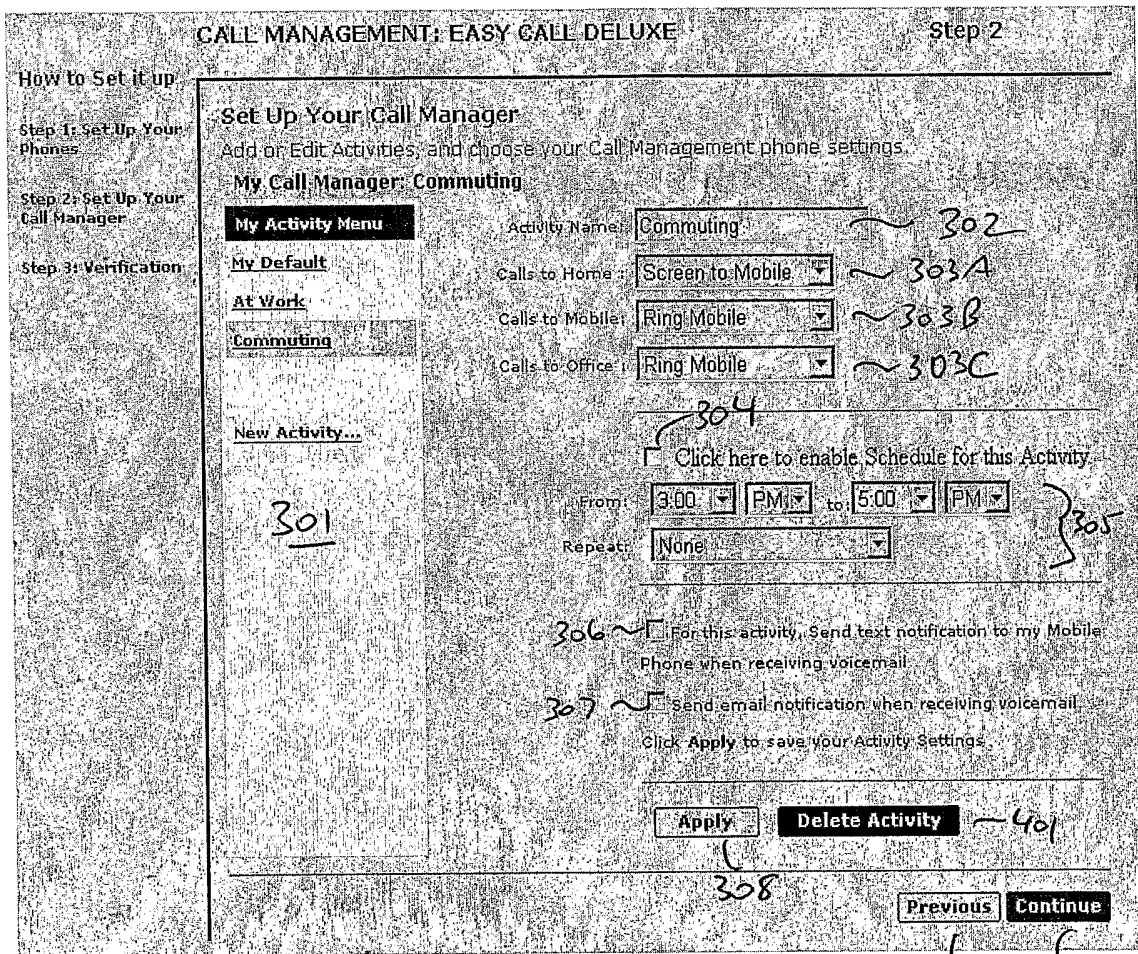 CALL MANAGEMENT: EASY CALL DELUXE Step 2
How to Set it up
Step 1: Set Up Your
Phones
Step 2: Set Up Your
Call Manager
Step 3: Verification
Set Up Your Call Manager
Add or Edit Activities, and choose your Call Management phone settings.
My Call Manager: Commuting
My Activity Menu
My Default
At Work
Commuting
New Activity...
301
Activity Name: Commuting 302
Calls to Home : Screen to Mobile 303A
Calls to Mobile: Ring Mobile 303B
Calls to Office : Ring Mobile 303C
304
Click here to enable Schedule for this Activity
From: 3:00 PM to: 5:00 PM
305
Repeat: None
306 For this activity, Send text notification to my Mobile
Phone when receiving voicemail
307 Send email notification when receiving voicemail
Click Apply to save your Activity Settings
Apply Delete Activity 401
308
Previous Continue